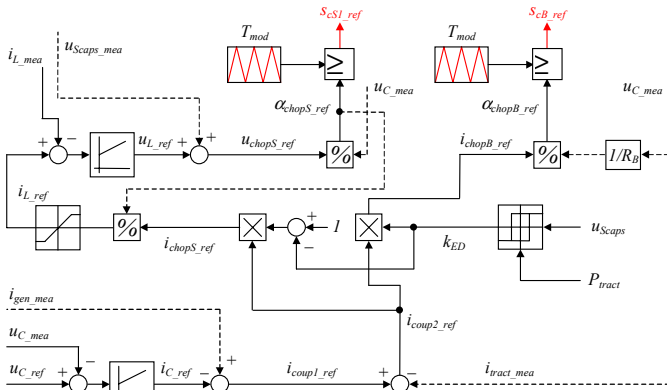 s_cS1_ref
s_cB_ref
T_mod
T_mod
u_Scaps_mea
i_L_mea
≥
≥
u_C_mea
u_C_mea
α_chopS_ref
α_chopB_ref
+
−
u_L_ref
+
+
u_chopS_ref
%
i_chopB_ref
%
1/R_B
i_L_ref
%
i_chopS_ref
+
−
1
k_ED
u_Scaps
P_tract
i_gen_mea
i_coup2_ref
u_C_mea
−
+
u_C_ref
+
i_C_ref
−
i_coup1_ref
+
−
i_tract_mea